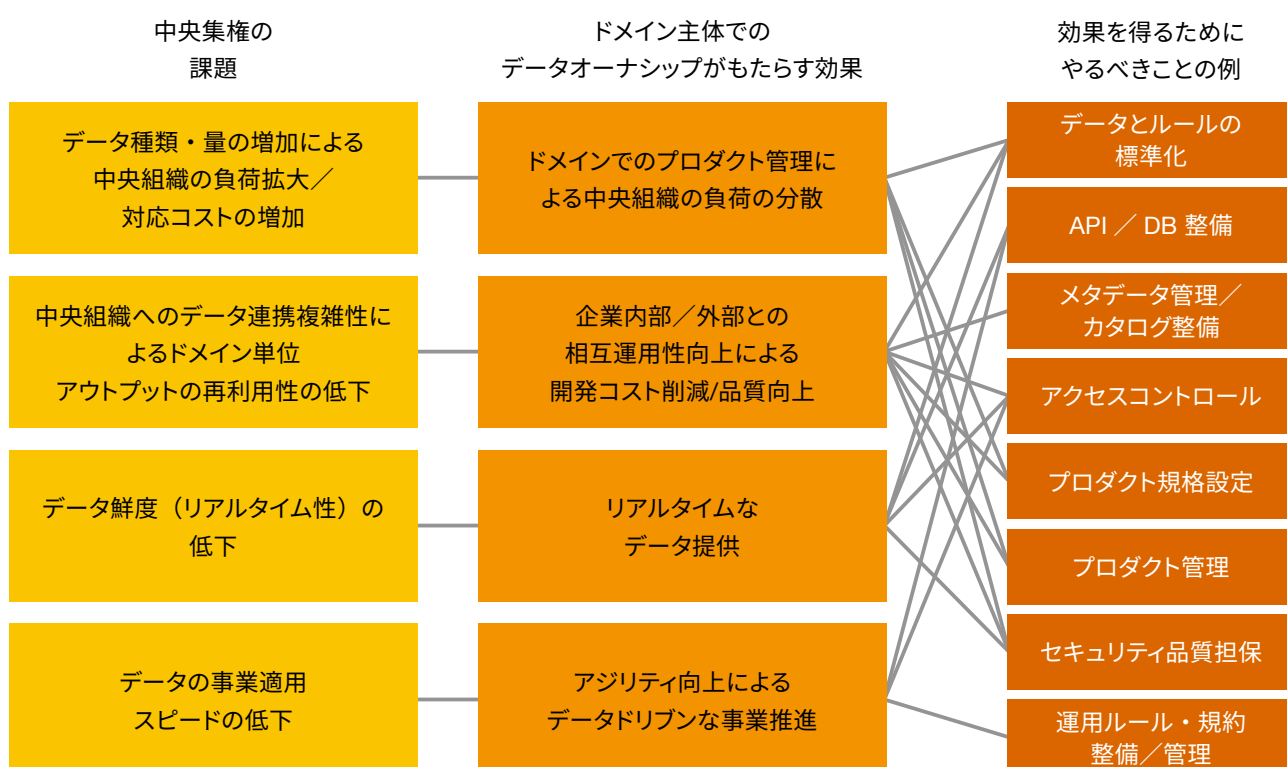 中央集権の
課題
ドメイン主体での
データオーナシップがもたらす効果
効果を得るために
やるべきことの例
データ種類・量の増加による
中央組織の負荷拡大／
対応コストの増加
ドメインでのプロダクト管理に
よる中央組織の負荷の分散
データとルールの
標準化
API ／ DB 整備
中央組織へのデータ連携複雑性に
よるドメイン単位
アウトプットの再利用性の低下
企業内部／外部との
相互運用性向上による
開発コスト削減/品質向上
メタデータ管理／
カタログ整備
アクセスコントロール
データ鮮度（リアルタイム性）の
低下
リアルタイムな
データ提供
プロダクト規格設定
プロダクト管理
データの事業適用
スピードの低下
アジリティ向上による
データドリブンな事業推進
セキュリティ品質担保
運用ルール・規約
整備／管理